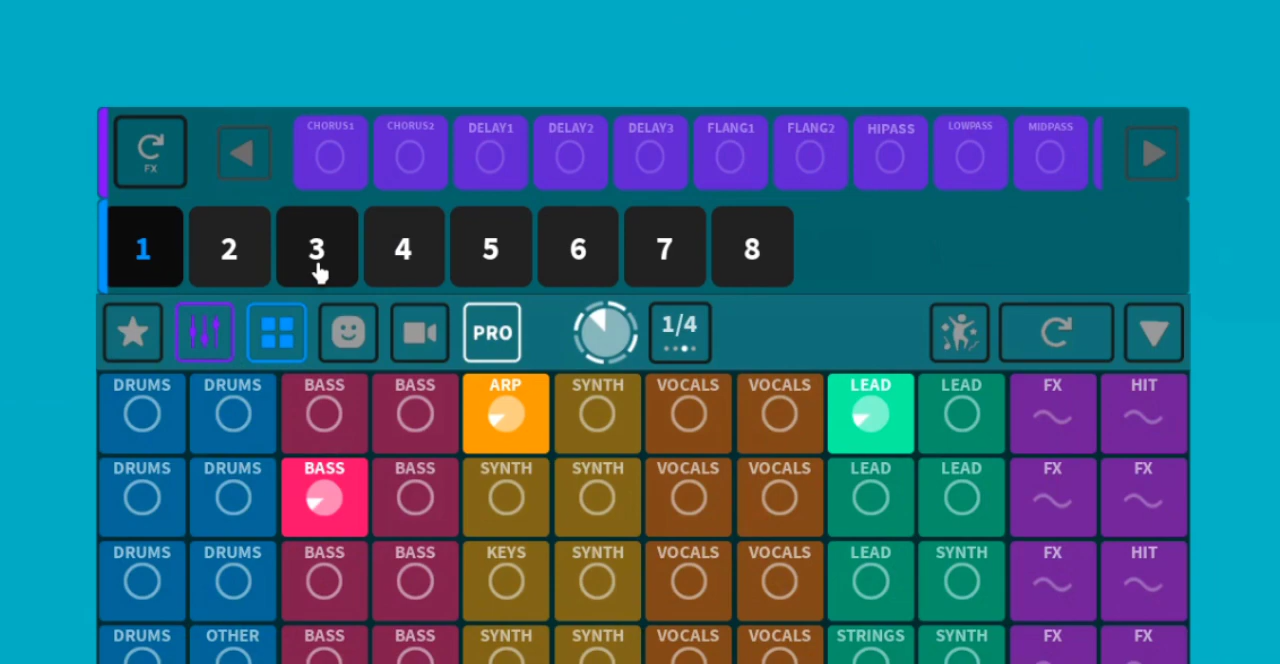 FX CHORUS1 CHORUS2 DELAY1 DELAY2 DELAY3 FLANG1 FLANG2 HIPASS LOWPASS MIDPASS
1 2 3 4 5 6 7 8
PRO 1/4
DRUMS DRUMS BASS BASS ARP SYNTH VOCALS VOCALS LEAD LEAD FX HIT
DRUMS DRUMS BASS BASS SYNTH SYNTH VOCALS VOCALS LEAD LEAD FX FX
DRUMS DRUMS BASS BASS KEYS SYNTH VOCALS VOCALS LEAD SYNTH FX HIT
DRUMS OTHER BASS BASS SYNTH SYNTH VOCALS VOCALS STRINGS SYNTH FX FX